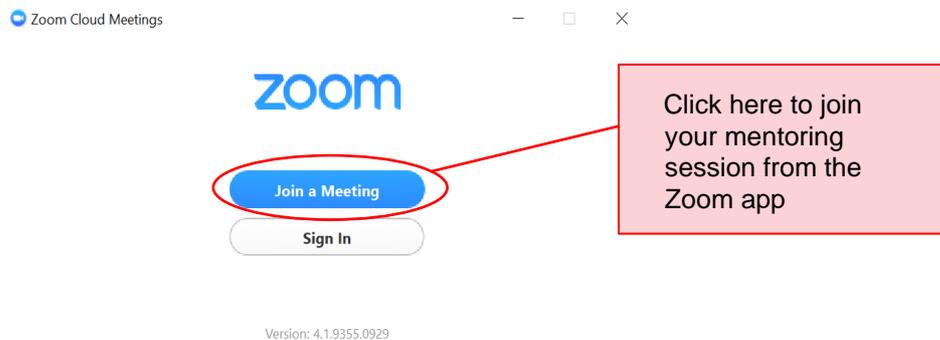 Zoom Cloud Meetings
zoom
Click here to join
your mentoring
session from the
Zoom app
Join a Meeting
Sign In
Version: 4.1.9355.0929